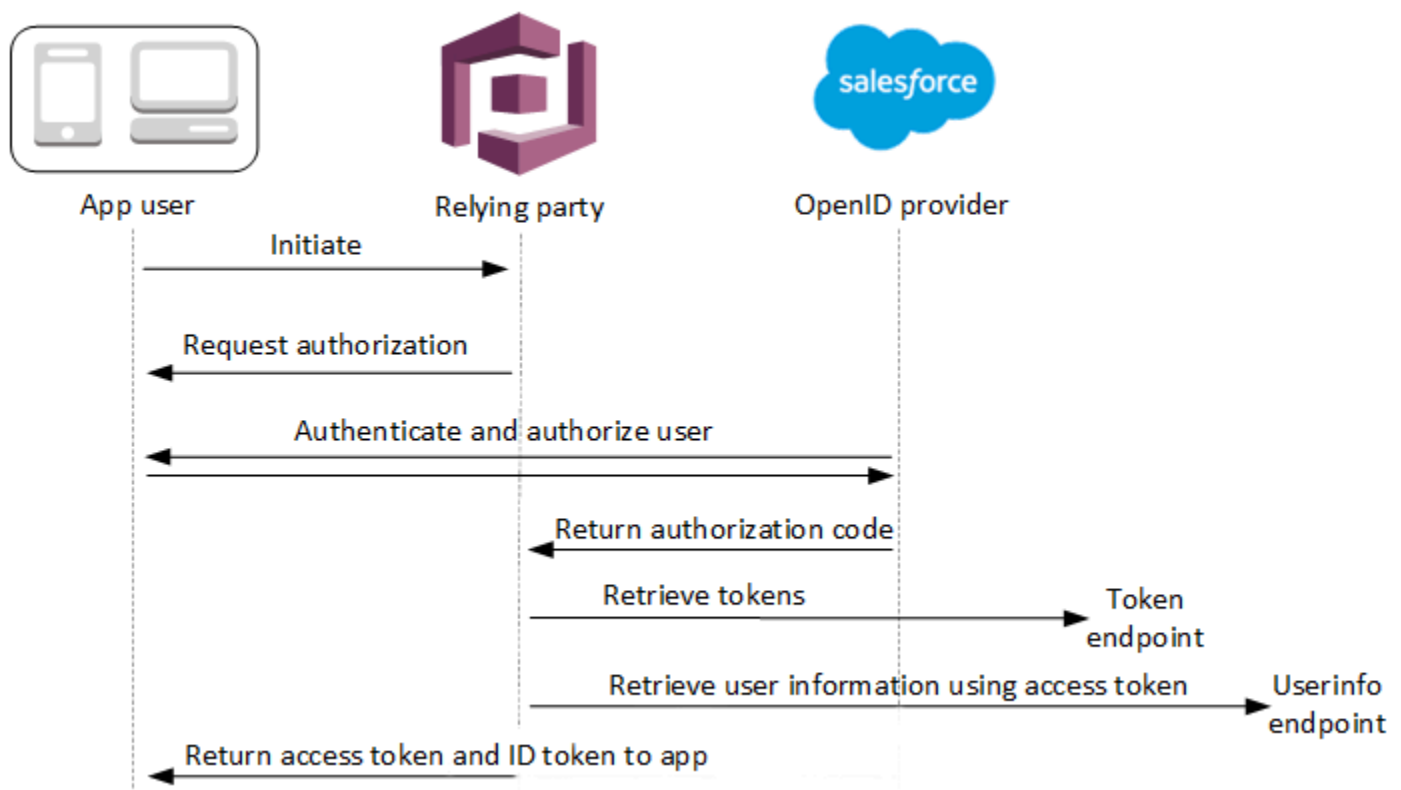 salesforce
App user
Relying party
OpenID provider
Initiate
Request authorization
Authenticate and authorize user
Return authorization code
Retrieve tokens
Token
endpoint
Retrieve user information using access token
Userinfo
endpoint
Return access token and ID token to app